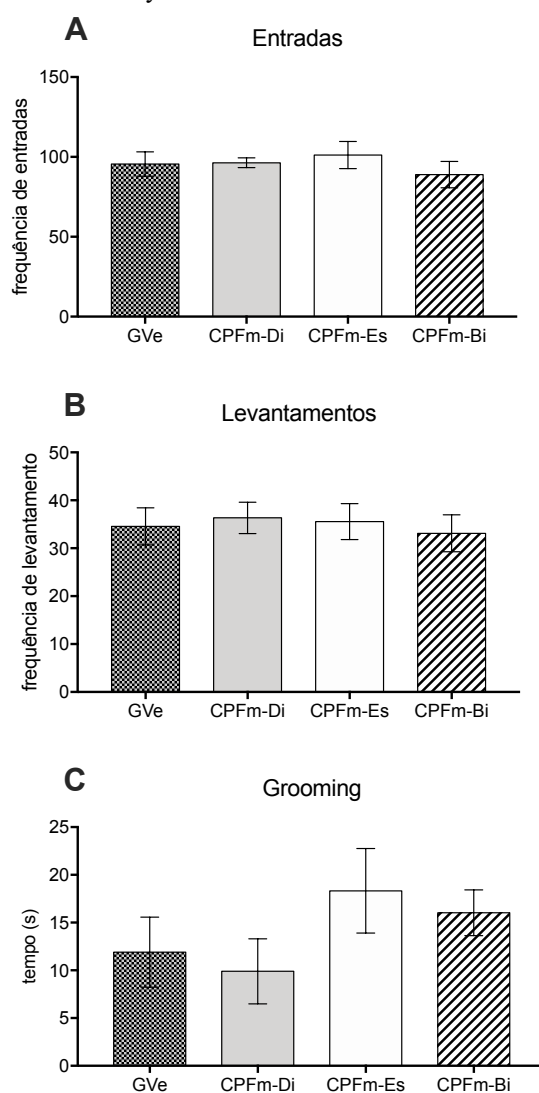 A
Entradas
frequência de entradas
150
100
50
0
GVe CPFm-Di CPFm-Es CPFm-Bi
B
Levantamentos
frequência de levantamento
50
40
30
20
10
0
GVe CPFm-Di CPFm-Es CPFm-Bi
C
Grooming
tempo (s)
25
20
15
10
5
0
GVe CPFm-Di CPFm-Es CPFm-Bi